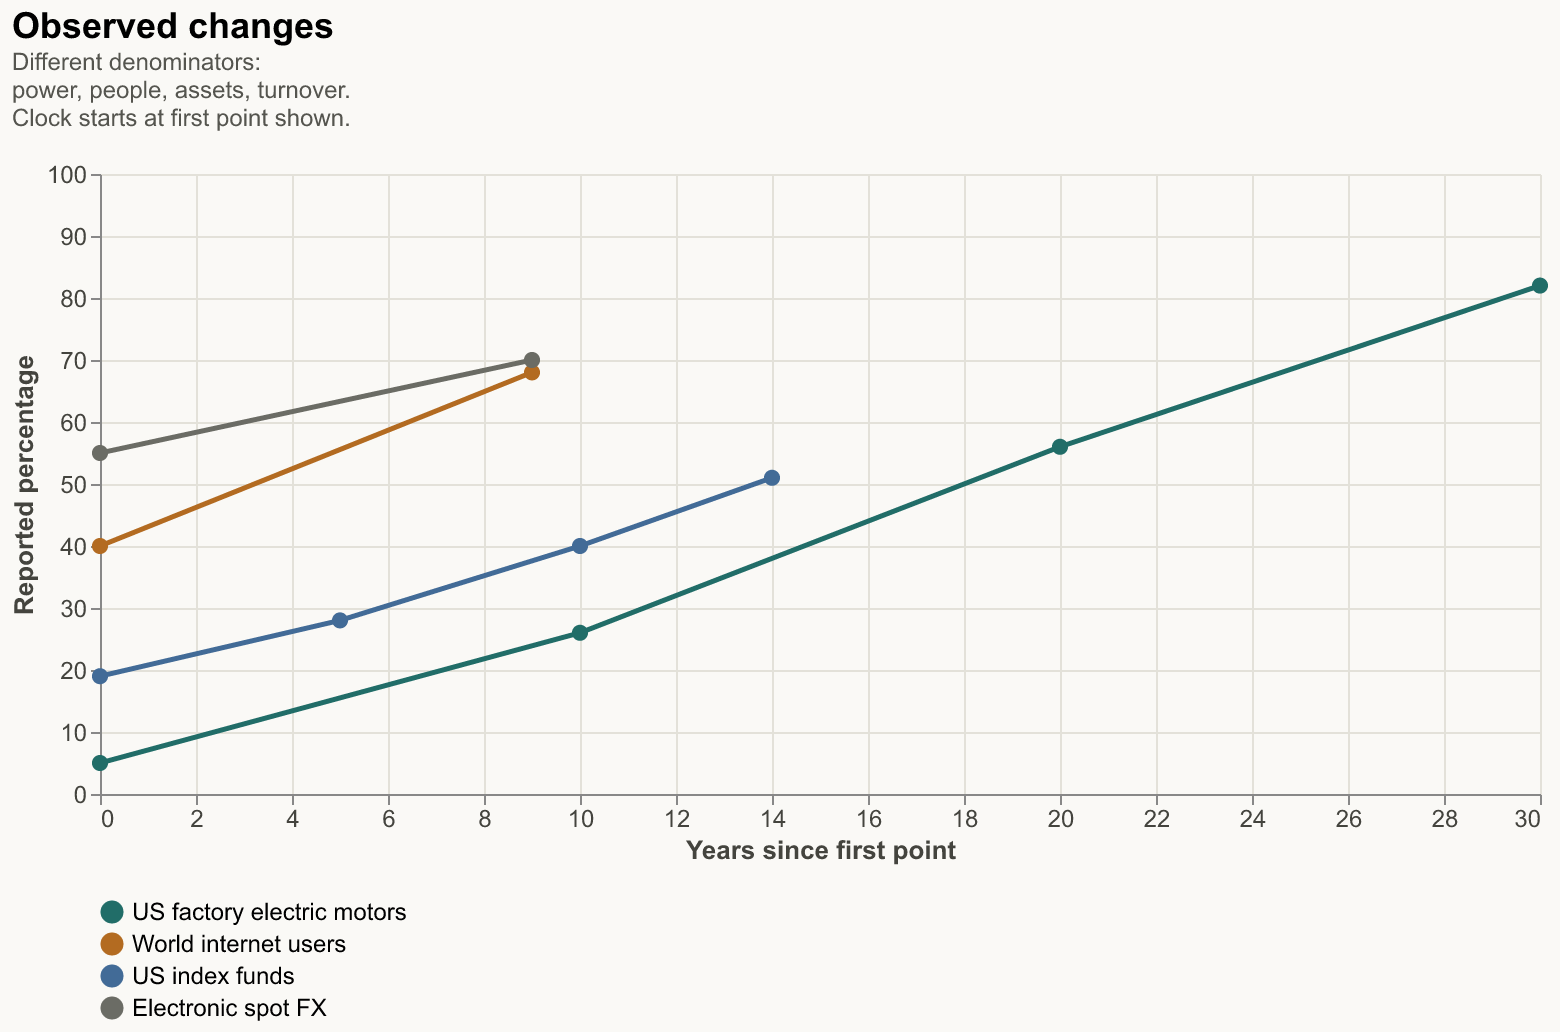 Observed changes
Different denominators:
power, people, assets, turnover.
Clock starts at first point shown.
100
90
80
70
60
50
40
30
20
10
0
Reported percentage
0 2 4 6 8 10 12 14 16 18 20 22 24 26 28 30
Years since first point
US factory electric motors
World internet users
US index funds
Electronic spot FX